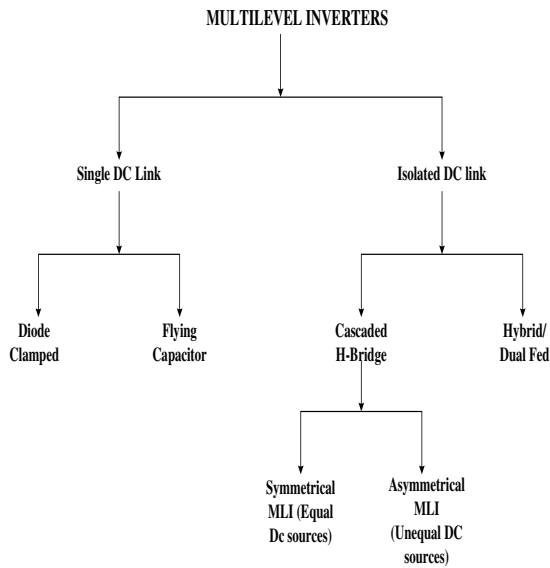 MULTILEVEL INVERTERS
Single DC Link
Isolated DC link
Diode
Clamped
Flying
Capacitor
Cascaded
H-Bridge
Hybrid/
Dual Fed
Symmetrical
MLI (Equal
Dc sources)
Asymmetrical
MLI
(Unequal DC
sources)